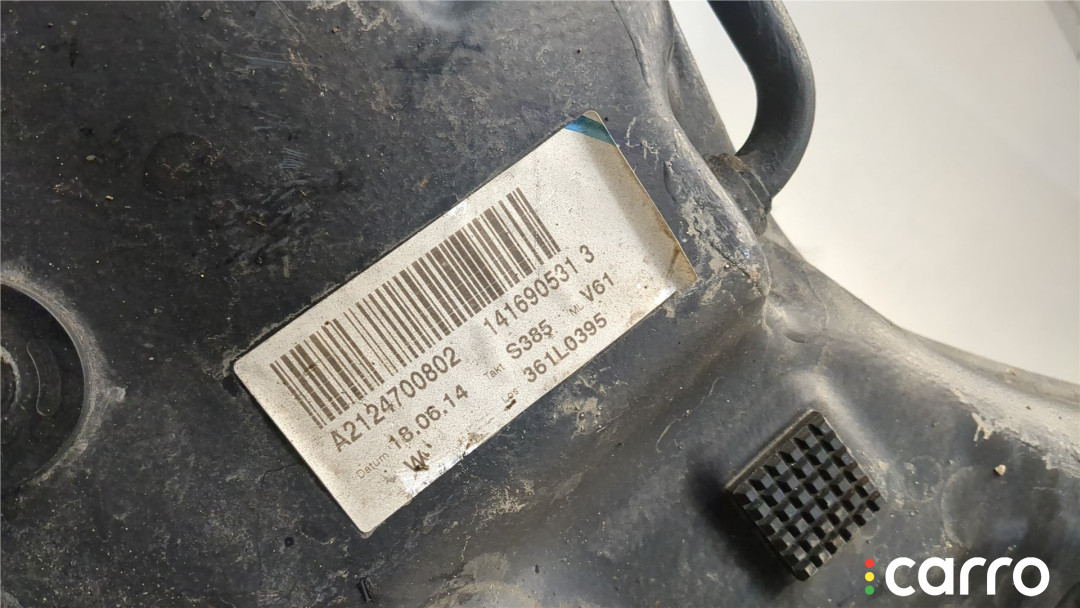 A2124700802 141690531 3
Datum 18.06.14 Takt S385 ML V61
Los 361L0395
carro